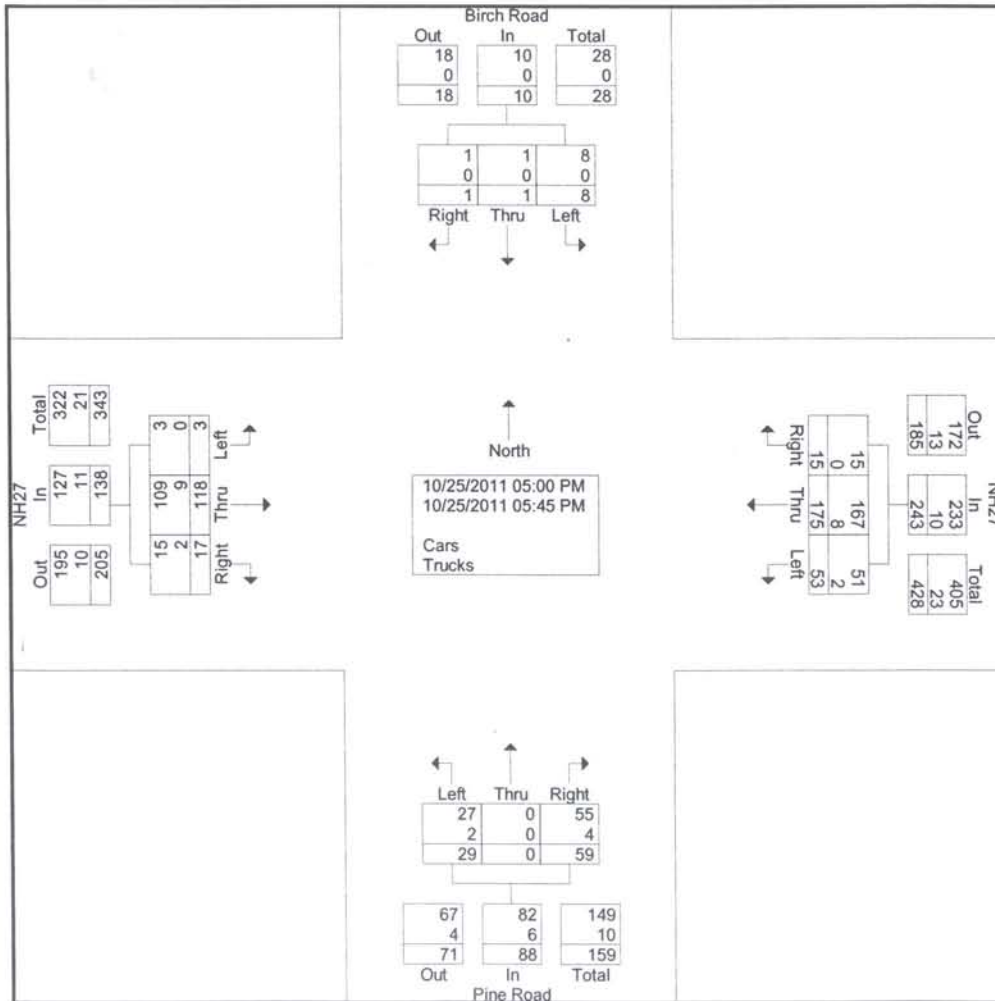 Birch Road
Out In Total
18 10 28
0 0 0
18 10 28
1 1 8
0 0 0
1 1 8
Right Thru Left
NH27
Total In Out
322 127 195
21 11 10
343 138 205
Left Thru Right
3 109 15
0 9 2
3 118 17
North
10/25/2011 05:00 PM
10/25/2011 05:45 PM
Cars
Trucks
NH27
Out In Total
172 233 405
13 10 23
185 243 428
Right Thru Left
15 167 51
0 8 2
15 175 53
Left Thru Right
27 0 55
2 0 4
29 0 59
67 82 149
4 6 10
71 88 159
Out In Total
Pine Road